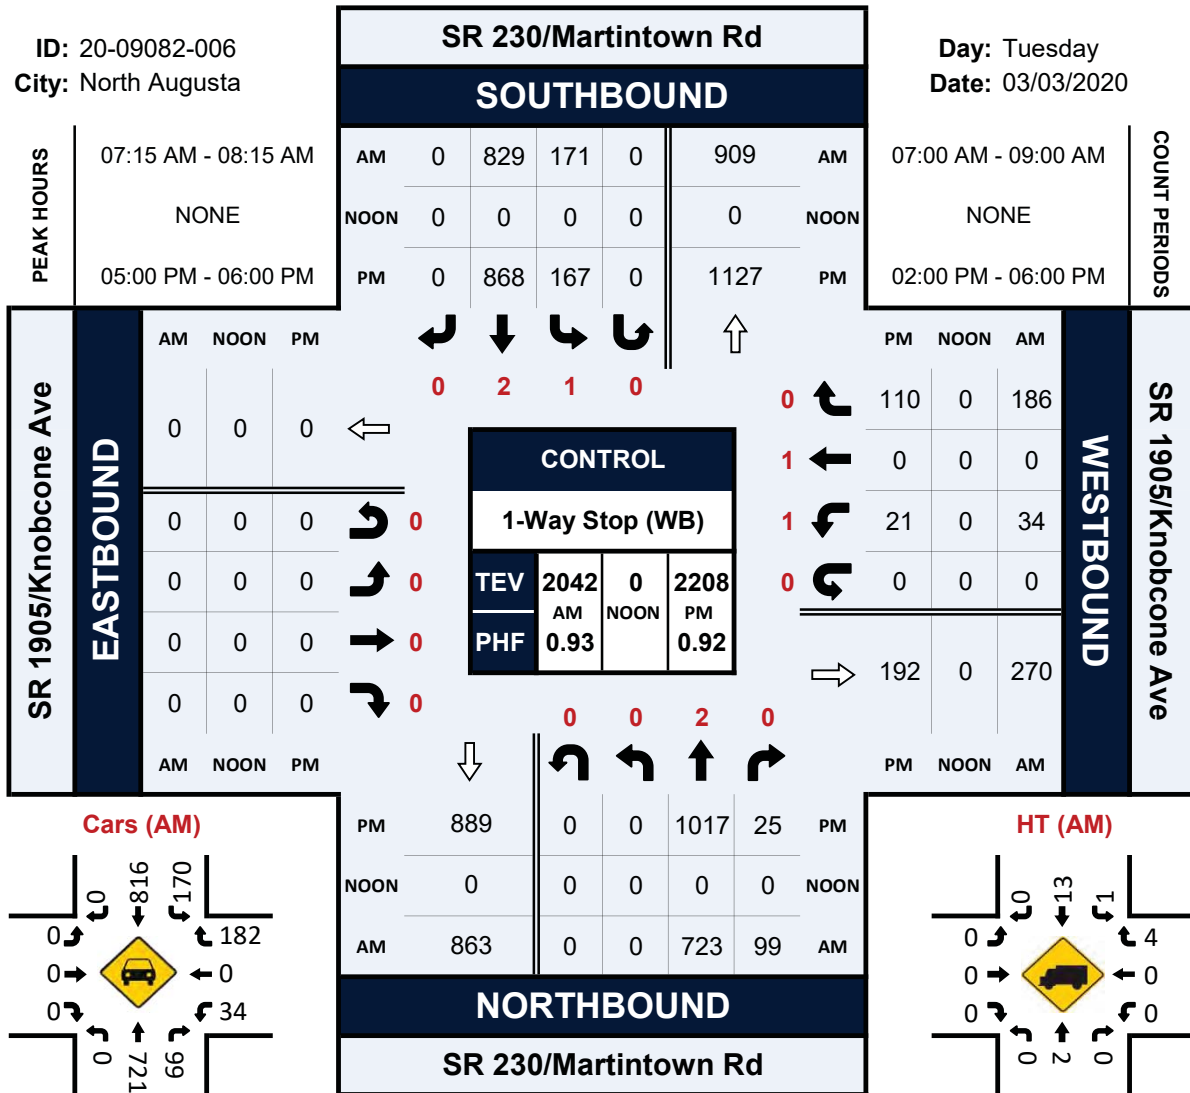 ID: 20-09082-006
City: North Augusta
SR 230/Martintown Rd
Day: Tuesday
Date: 03/03/2020
SOUTHBOUND
PEAK HOURS
07:15 AM - 08:15 AM
NONE
05:00 PM - 06:00 PM
AM 0 829 171 0 909 AM
NOON 0 0 0 0 0 NOON
PM 0 868 167 0 1127 PM
07:00 AM - 09:00 AM
NONE
02:00 PM - 06:00 PM
COUNT PERIODS
0 2 1 0
SR 1905/Knobcone Ave
EASTBOUND
AM NOON PM
0 0 0
0 0 0 0
0 0 0 0
0 0 0 0
0 0 0 0
AM NOON PM
CONTROL
1-Way Stop (WB)
TEV 2042 0 2208
AM NOON PM
PHF 0.93 0.92
PM NOON AM
0 110 0 186
1 0 0 0
1 21 0 34
0 0 0 0
192 0 270
PM NOON AM
WESTBOUND
SR 1905/Knobcone Ave
0 0 2 0
PM 889 0 0 1017 25 PM
NOON 0 0 0 0 0 NOON
AM 863 0 0 723 99 AM
NORTHBOUND
SR 230/Martintown Rd
Cars (AM)
0 816 170
0 182
0 0
0 34
0 721 99
HT (AM)
0 13 1
0 4
0 0
0 0
0 2 0